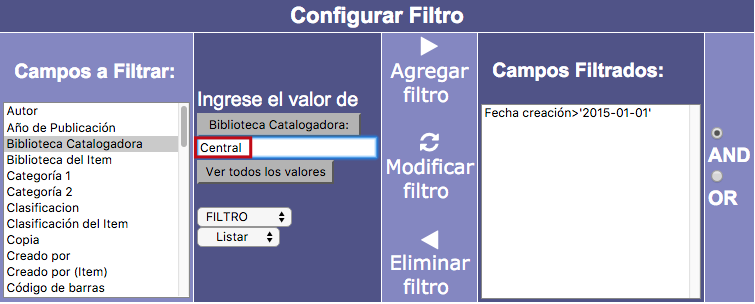 Configurar Filtro
Campos a Filtrar:
Autor
Año de Publicación
Biblioteca Catalogadora
Biblioteca del Item
Categoría 1
Categoría 2
Clasificacion
Clasificación del Item
Copia
Creado por
Creado por (Item)
Código de barras
Ingrese el valor de
Biblioteca Catalogadora:
Central
Ver todos los valores
FILTRO
Listar
Agregar
filtro
Modificar
filtro
Eliminar
filtro
Campos Filtrados:
Fecha creación>'2015-01-01'
AND
OR